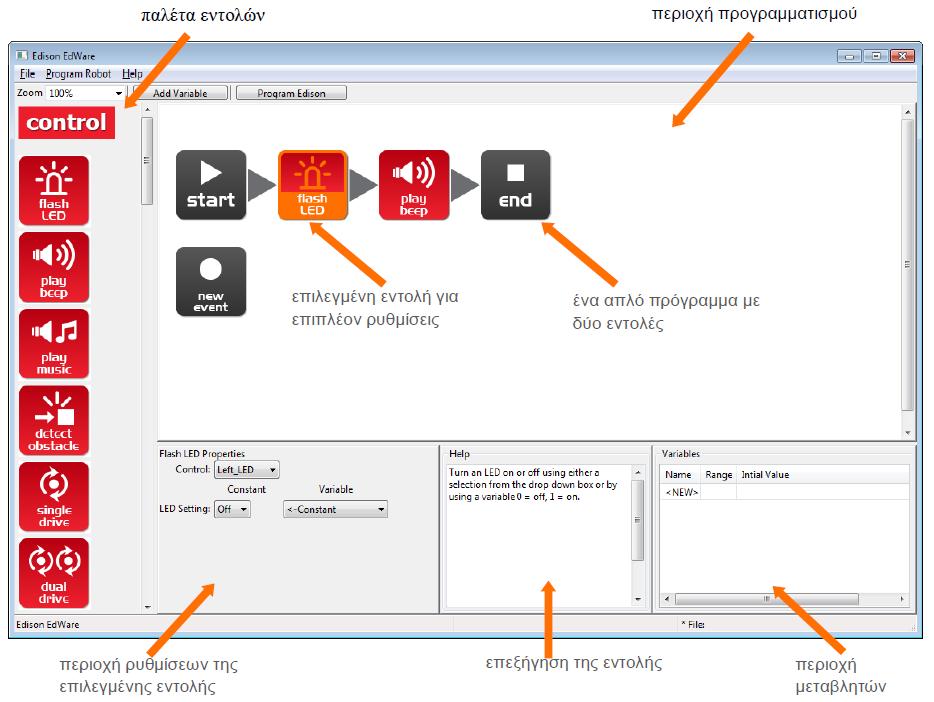 παλέτα εντολών
περιοχή προγραμματισμού
Edison EdWare
File Program Robot Help
Zoom 100% Add Variable Program Edison
control
flash
LED
play
beep
play
music
detect
obstacle
single
drive
dual
drive
start
flash
LED
play
beep
end
new
event
επιλεγμένη εντολή για
επιπλέον ρυθμίσεις
ένα απλό πρόγραμμα με
δύο εντολές
Flash LED Properties
Control: Left_LED
Constant Variable
LED Setting: Off <-Constant
Help
Turn an LED on or off using either a
selection from the drop down box or by
using a variable 0 = off, 1 = on.
Variables
Name Range Intial Value
<NEW>
Edison EdWare
* File:
περιοχή ρυθμίσεων της
επιλεγμένης εντολής
επεξήγηση της εντολής
περιοχή
μεταβλητών